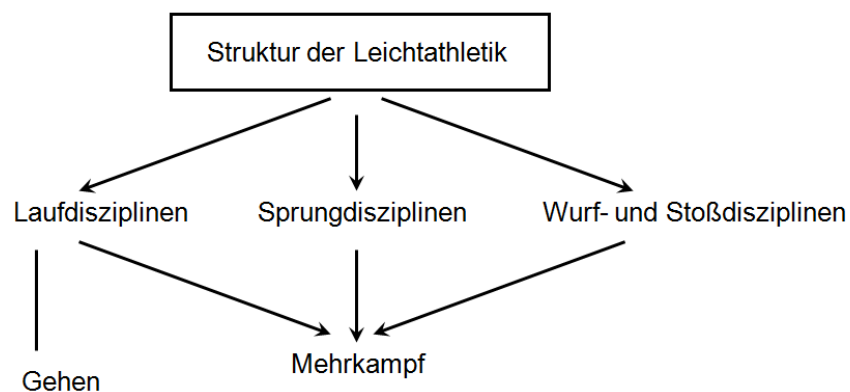 Struktur der Leichtathletik
Laufdisziplinen
Sprungdisziplinen
Wurf- und Stoßdisziplinen
Mehrkampf
Gehen